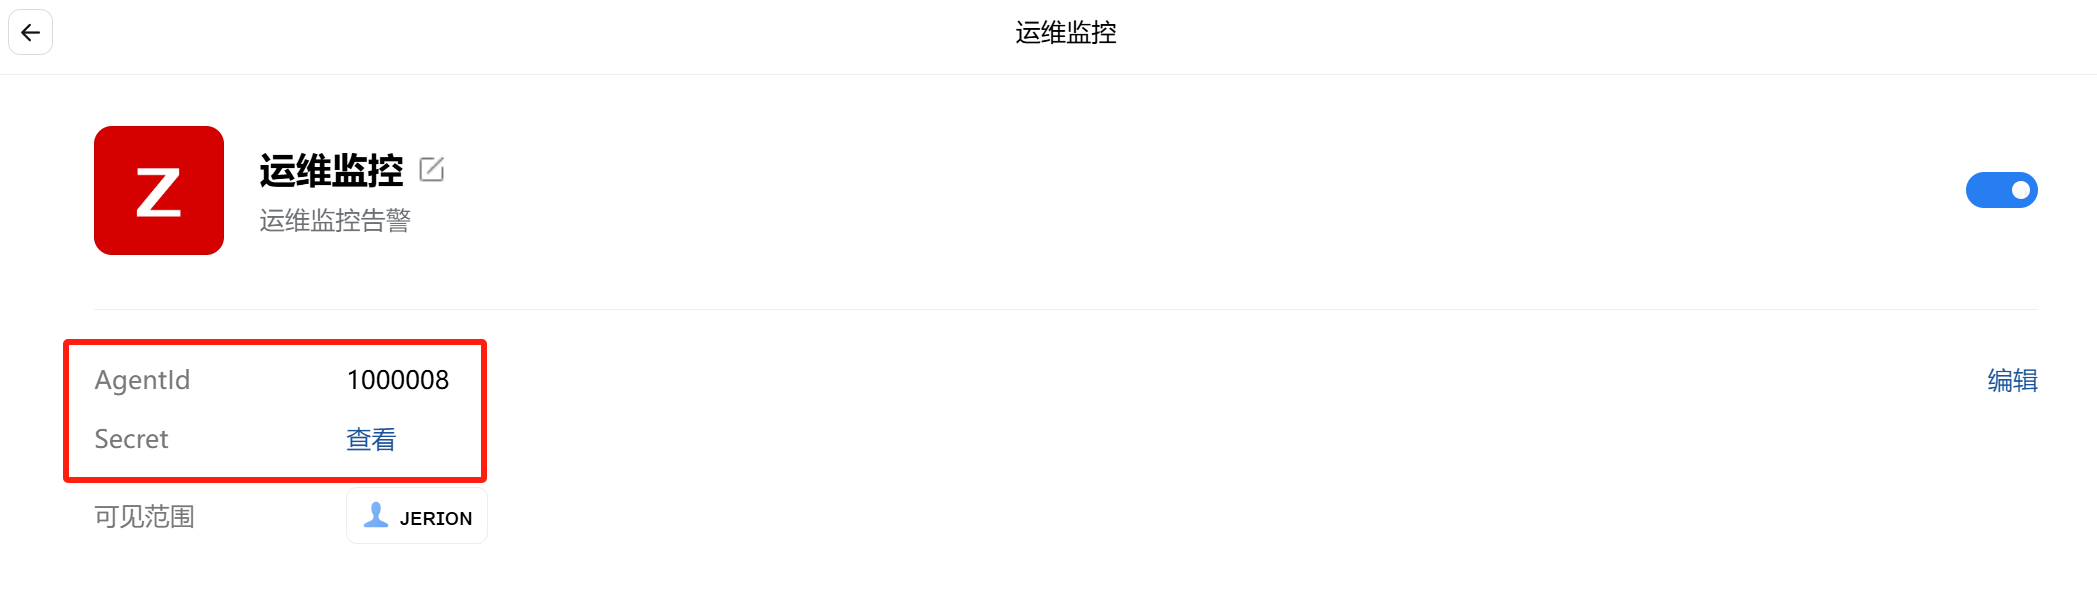 运维监控
Z
运维监控
运维监控告警
AgentId 1000008 编辑
Secret 查看
可见范围 JERION